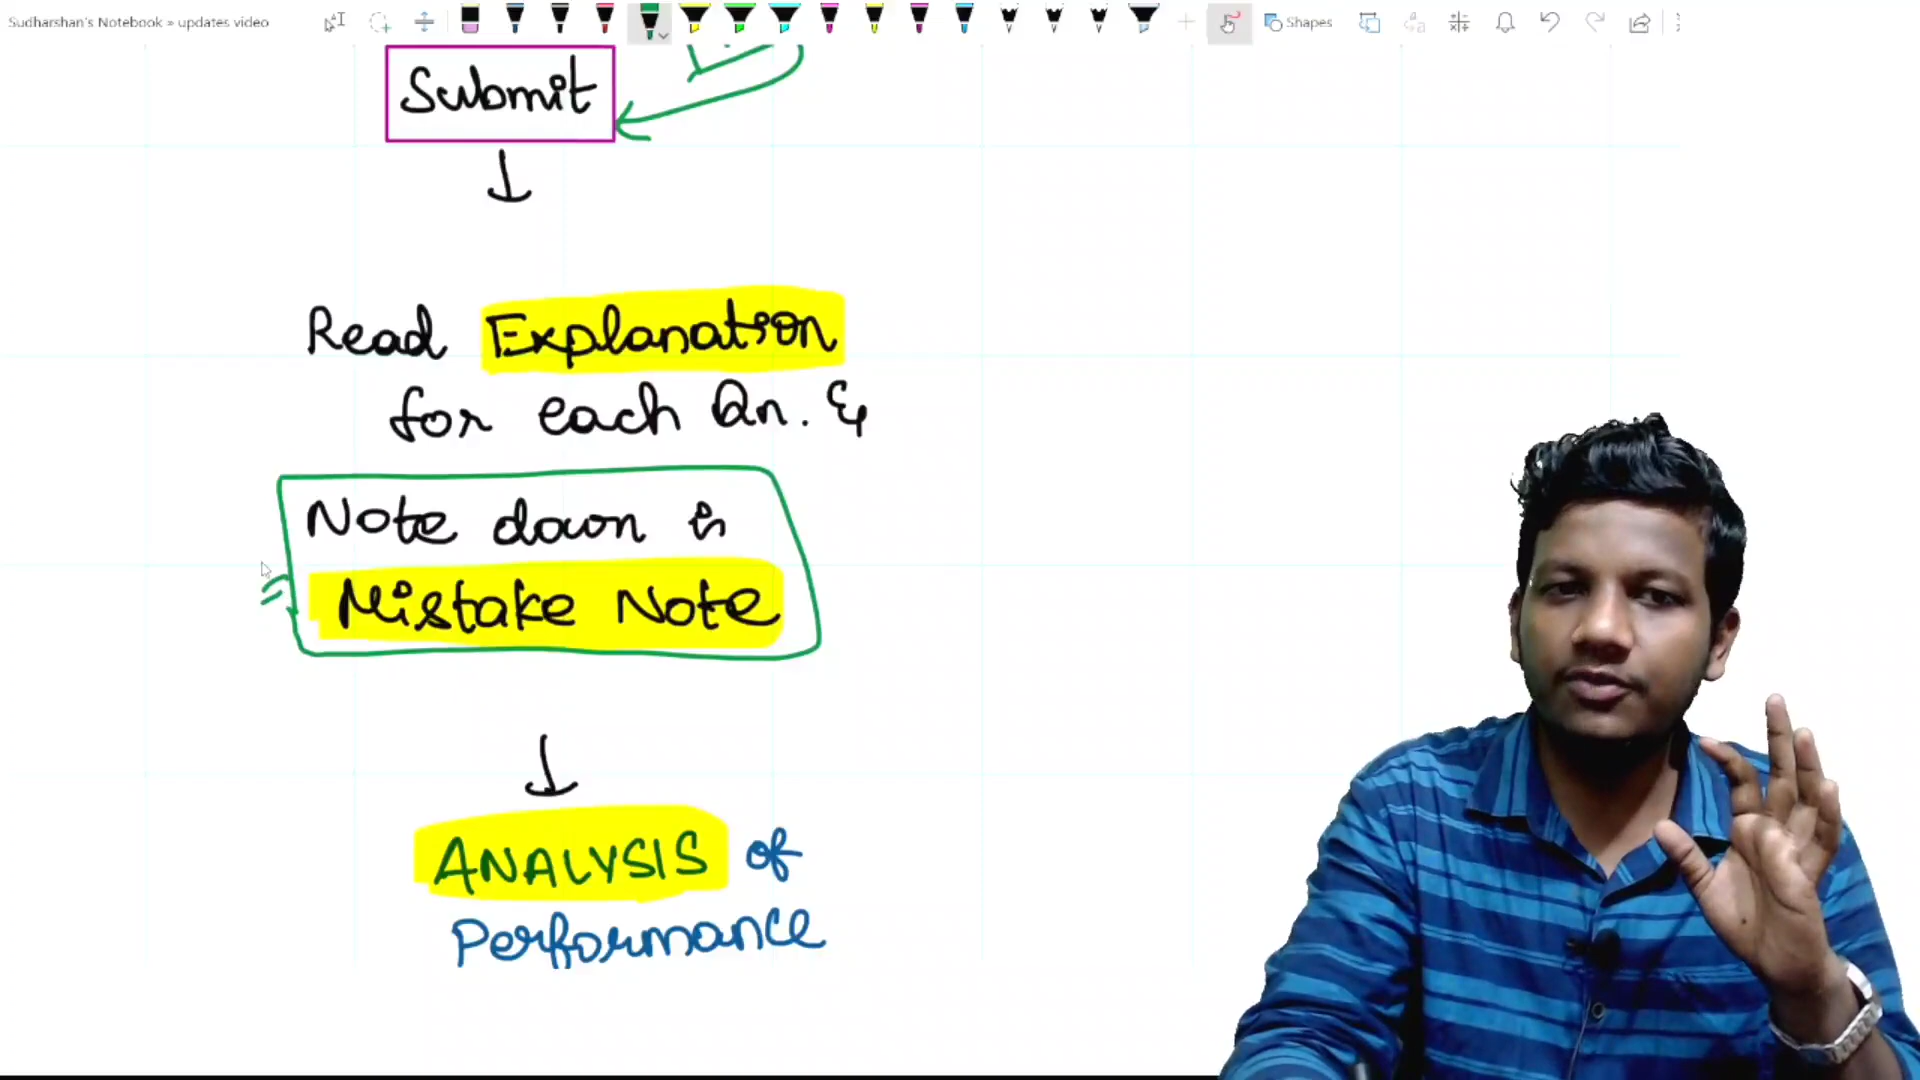 Sudharshan's Notebook » updates video
Shapes
Submit
Read Explanation
for each Qn. &
Note down in
Mistake Note
ANALYSIS of
Performance